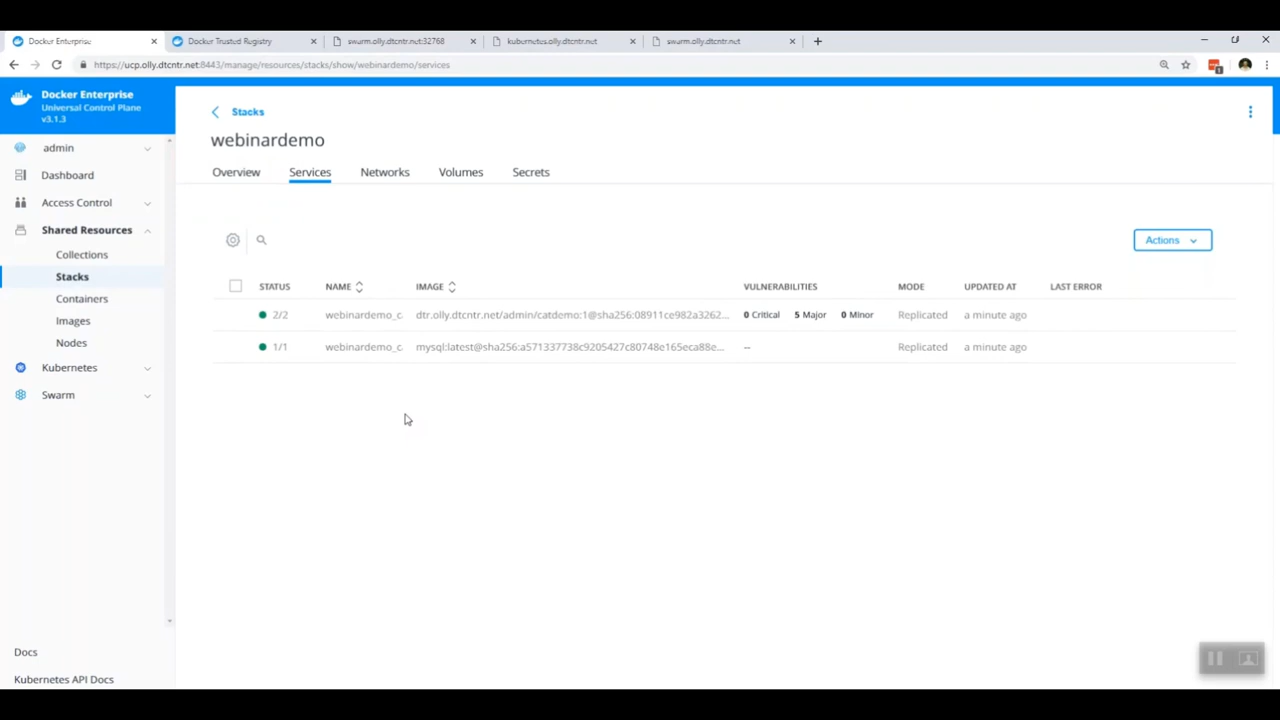 Docker Enterprise
Docker Trusted Registry
swarm.olly.dtcntr.net:32768
kubernetes.olly.dtcntr.net
swarm.olly.dtcntr.net
https://ucp.olly.dtcntr.net:8443/manage/resources/stacks/show/webinardemo/services
1
Docker Enterprise
Universal Control Plane
v3.1.3
admin
Dashboard
Access Control
Shared Resources
Collections
Stacks
Containers
Images
Nodes
Kubernetes
Swarm
Docs
Kubernetes API Docs
Stacks
webinardemo
Overview Services Networks Volumes Secrets
Actions
STATUS NAME IMAGE VULNERABILITIES MODE UPDATED AT LAST ERROR
2/2 webinardemo_c. dtr.olly.dtcntr.net/admin/catdemo:1@sha256:08911ce982a3262... 0 Critical 5 Major 0 Minor Replicated a minute ago
1/1 webinardemo_c. mysql:latest@sha256:a571337738c9205427c80748e165eca88e... -- Replicated a minute ago